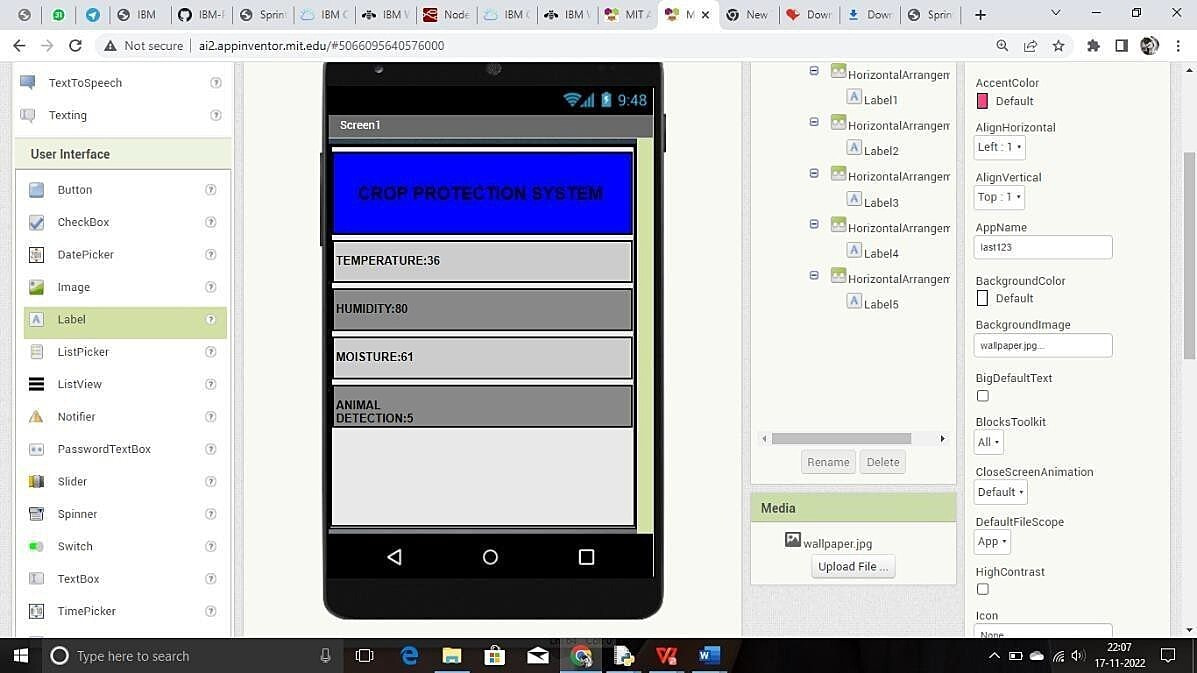 IBM
IBM-
Sprin
IBM C
IBM W
Node
IBM C
IBM V
MIT A
M
New
Down
Down
Sprin
Not secure
ai2.appinventor.mit.edu/#5066095640576000
TextToSpeech
Texting
User Interface
Button
CheckBox
DatePicker
Image
Label
ListPicker
ListView
Notifier
PasswordTextBox
Slider
Spinner
Switch
TextBox
TimePicker
9:48
Screen1
CROP PROTECTION SYSTEM
TEMPERATURE:36
HUMIDITY:80
MOISTURE:61
ANIMAL
DETECTION:5
HorizontalArrangem
Label1
HorizontalArrangem
Label2
HorizontalArrangem
Label3
HorizontalArrangem
Label4
HorizontalArrangem
Label5
Rename
Delete
Media
wallpaper.jpg
Upload File ...
AccentColor
Default
AlignHorizontal
Left : 1
AlignVertical
Top : 1
AppName
last123
BackgroundColor
Default
BackgroundImage
wallpaper.jpg...
BigDefaultText
BlocksToolkit
All
CloseScreenAnimation
Default
DefaultFileScope
App
HighContrast
Icon
None
Type here to search
22:07
17-11-2022